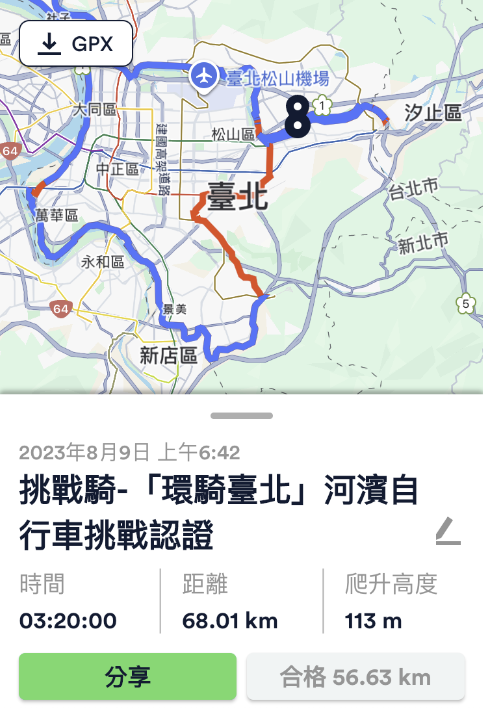 社子
區
GPX
臺北松山機場
大同區
8
1
汐止區
建國高架道路
松山區
64
中正區
臺北
台北市
萬華區
新北市
永和區
64
景美
5
新店區
2023年8月9日 上午6:42
挑戰騎-「環騎臺北」河濱自
行車挑戰認證
時間
距離
爬升高度
03:20:00
68.01 km
113 m
分享
合格 56.63 km